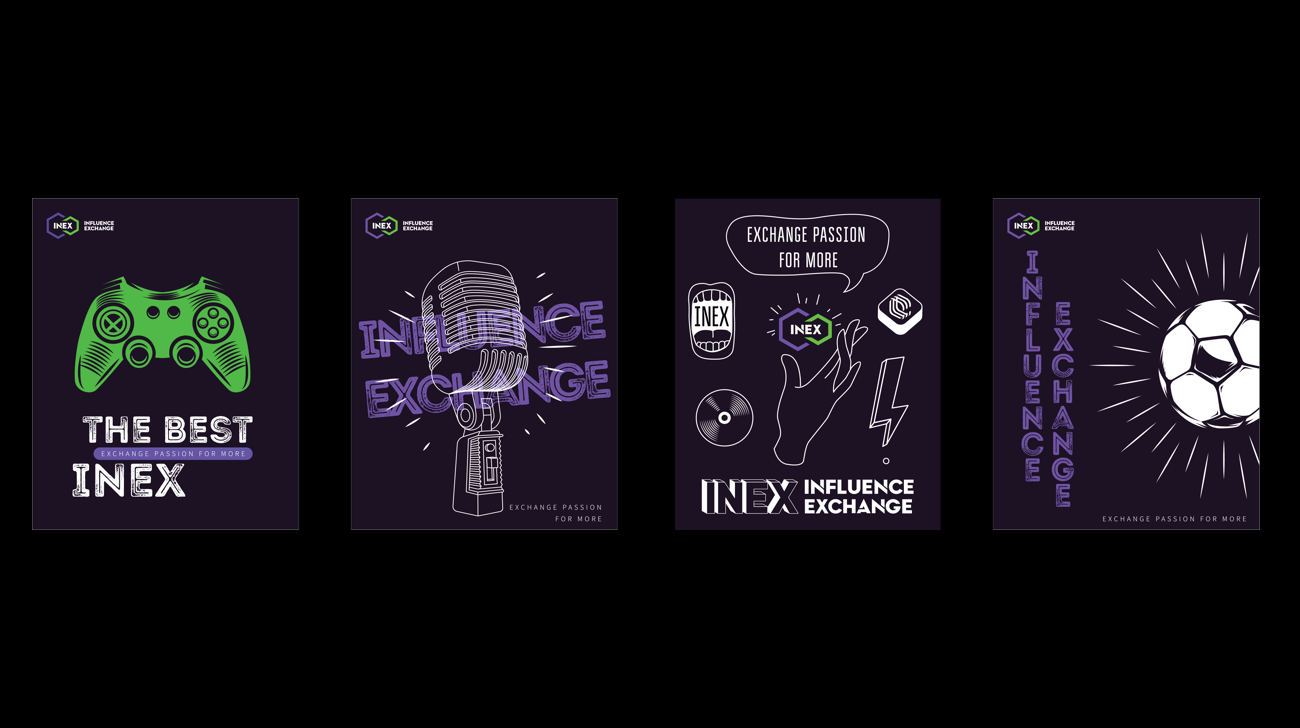 INEX
INFLUENCE
EXCHANGE
THE BEST
EXCHANGE PASSION FOR MORE
INEX
INEX
INFLUENCE
EXCHANGE
INFLUENCE
EXCHANGE
EXCHANGE PASSION
FOR MORE
EXCHANGE PASSION
FOR MORE
INEX
INEX
INEX
INFLUENCE
EXCHANGE
INEX
INFLUENCE
EXCHANGE
INFLUENCE
EXCHANGE
EXCHANGE PASSION FOR MORE